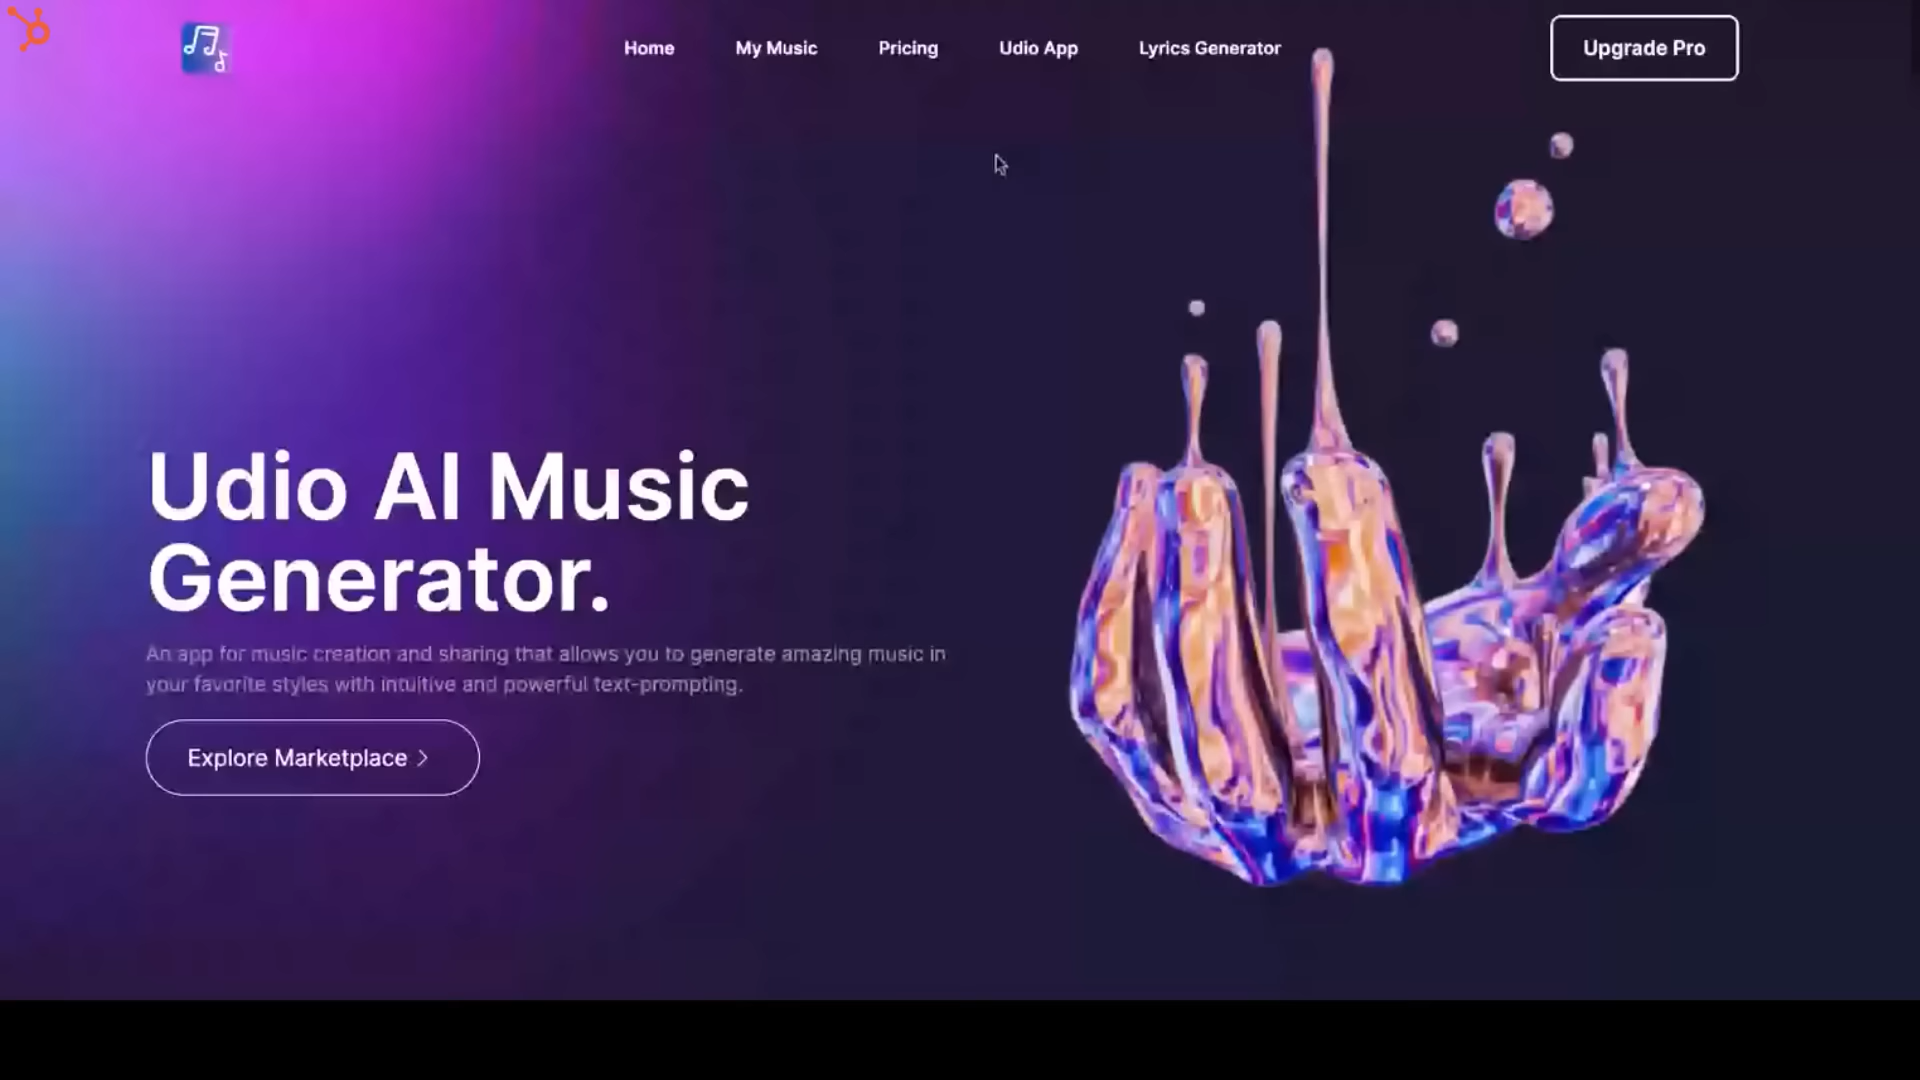 Home
My Music
Pricing
Udio App
Lyrics Generator
Upgrade Pro
Udio AI Music
Generator.
An app for music creation and sharing that allows you to generate amazing music in
your favorite styles with intuitive and powerful text-prompting.
Explore Marketplace